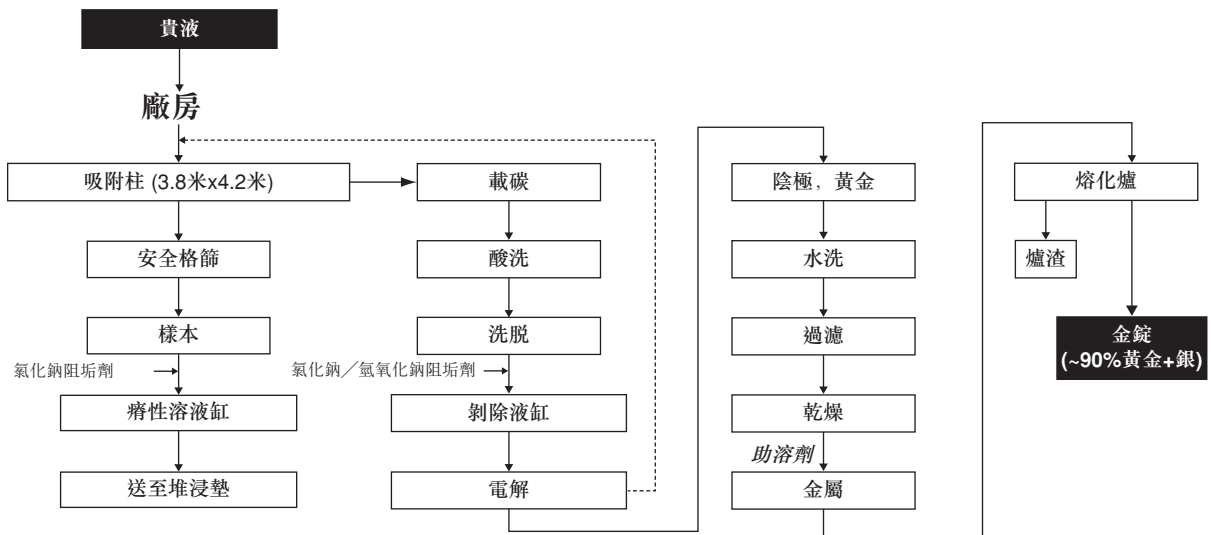 貴液
廠房
吸附柱 (3.8米x4.2米)
安全格篩
樣本
氰化鈉阻垢劑
瘠性溶液缸
送至堆浸墊
載碳
酸洗
洗脫
氰化鈉／氫氧化鈉阻垢劑
剝除液缸
電解
陰極，黃金
水洗
過濾
乾燥
助溶劑
金屬
熔化爐
爐渣
金錠
(~90%黃金+銀)